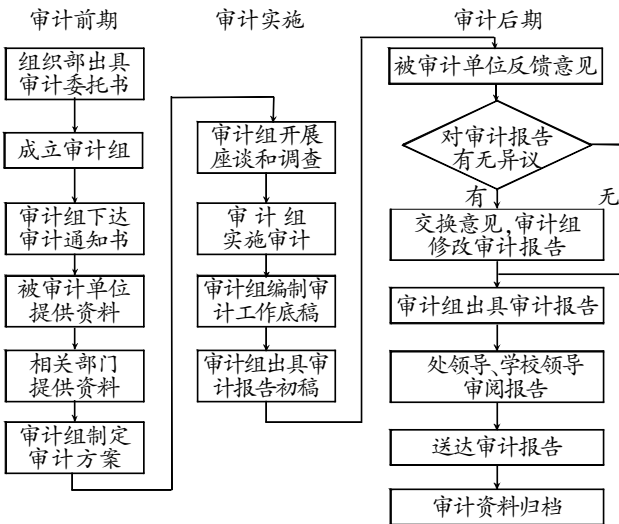 审计前期
组织部出具
审计委托书
成立审计组
审计组下达
审计通知书
被审计单位
提供资料
相关部门
提供资料
审计组制定
审计方案
审计实施
审计组开展
座谈和调查
审计组
实施审计
审计组编制审
计工作底稿
审计组出具审
计报告初稿
审计后期
被审计单位反馈意见
对审计报告
有无异议
有
无
交换意见,审计组
修改审计报告
审计组出具审计报告
处领导、学校领导
审阅报告
送达审计报告
审计资料归档